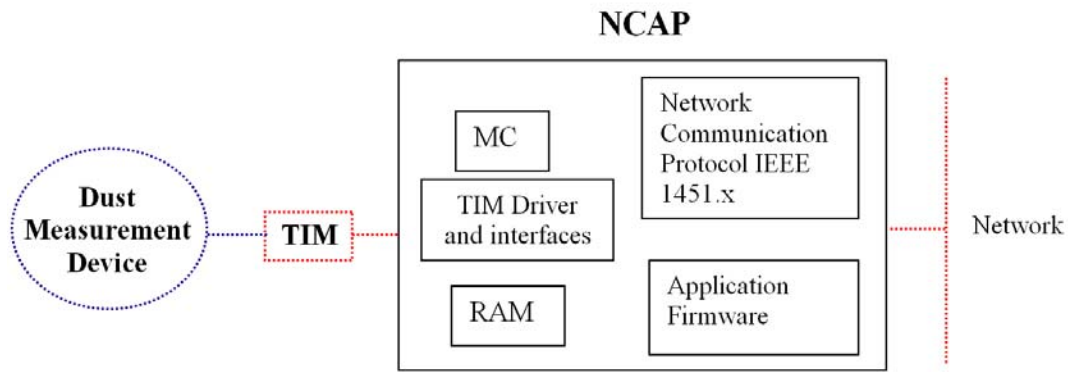 NCAP
Dust
Measurement
Device
TIM
MC
TIM Driver
and interfaces
RAM
Network
Communication
Protocol IEEE
1451.x
Application
Firmware
Network